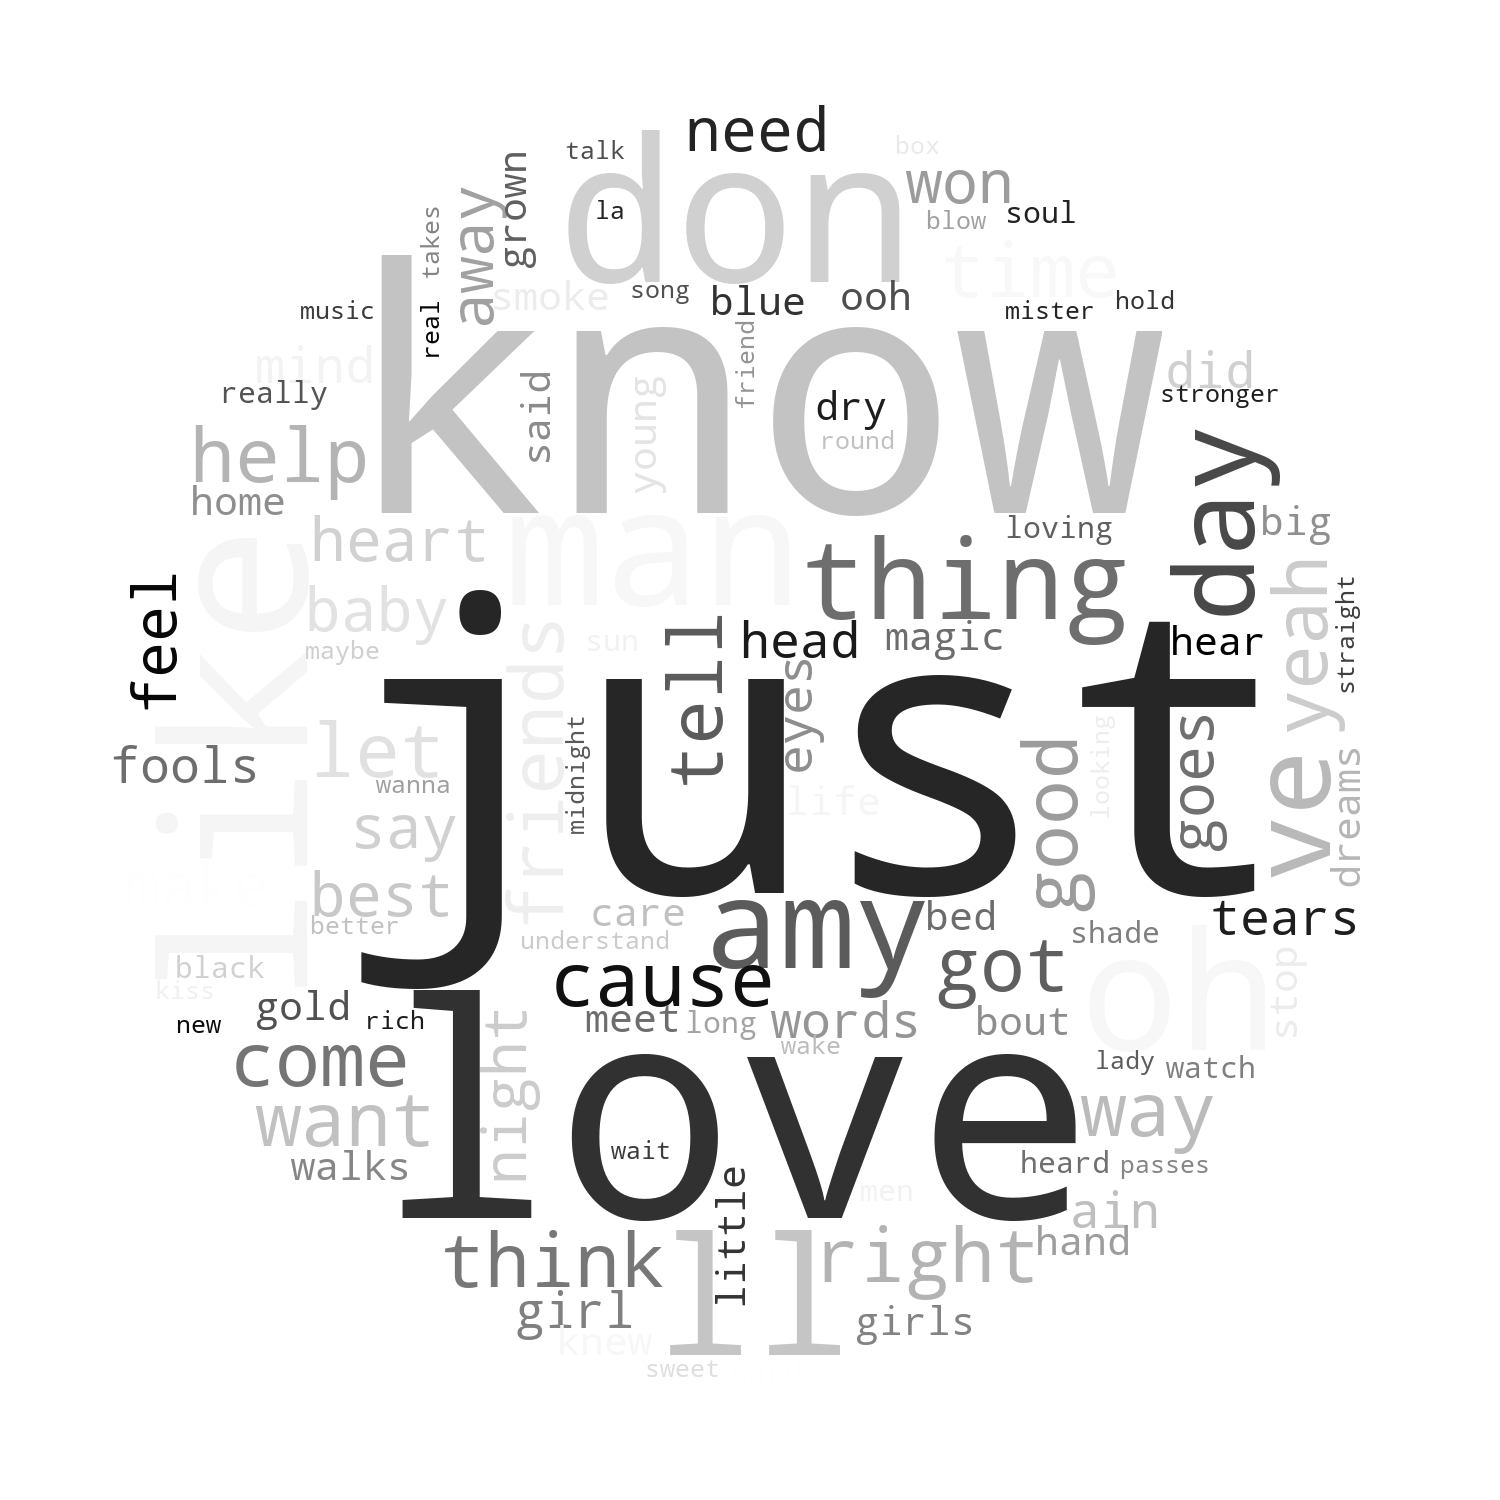 need
talk
box
don
won
la
grown
away
soul
blow
takes
time
smoke
song
blue
ooh
mister
hold
music
real
know
friend
mind
did
really
said
young
dry
stronger
round
help
day
home
man
loving
big
heart
thing
like
feel
baby
yeah
straight
just
head
magic
hear
sun
maybe
friends
tell
eyes
midnight
let
fools
wanna
life
looking
good
goes
ve
dreams
say
make
best
better
care
understand
amy
bed
shade
tears
black
kiss
cause
got
oh
stop
new
gold
rich
meet
long
words
bout
wake
come
night
love
lady
watch
want
way
walks
wait
heard
passes
little
men
ain
think
ll
right
hand
girl
girls
knew
sweet